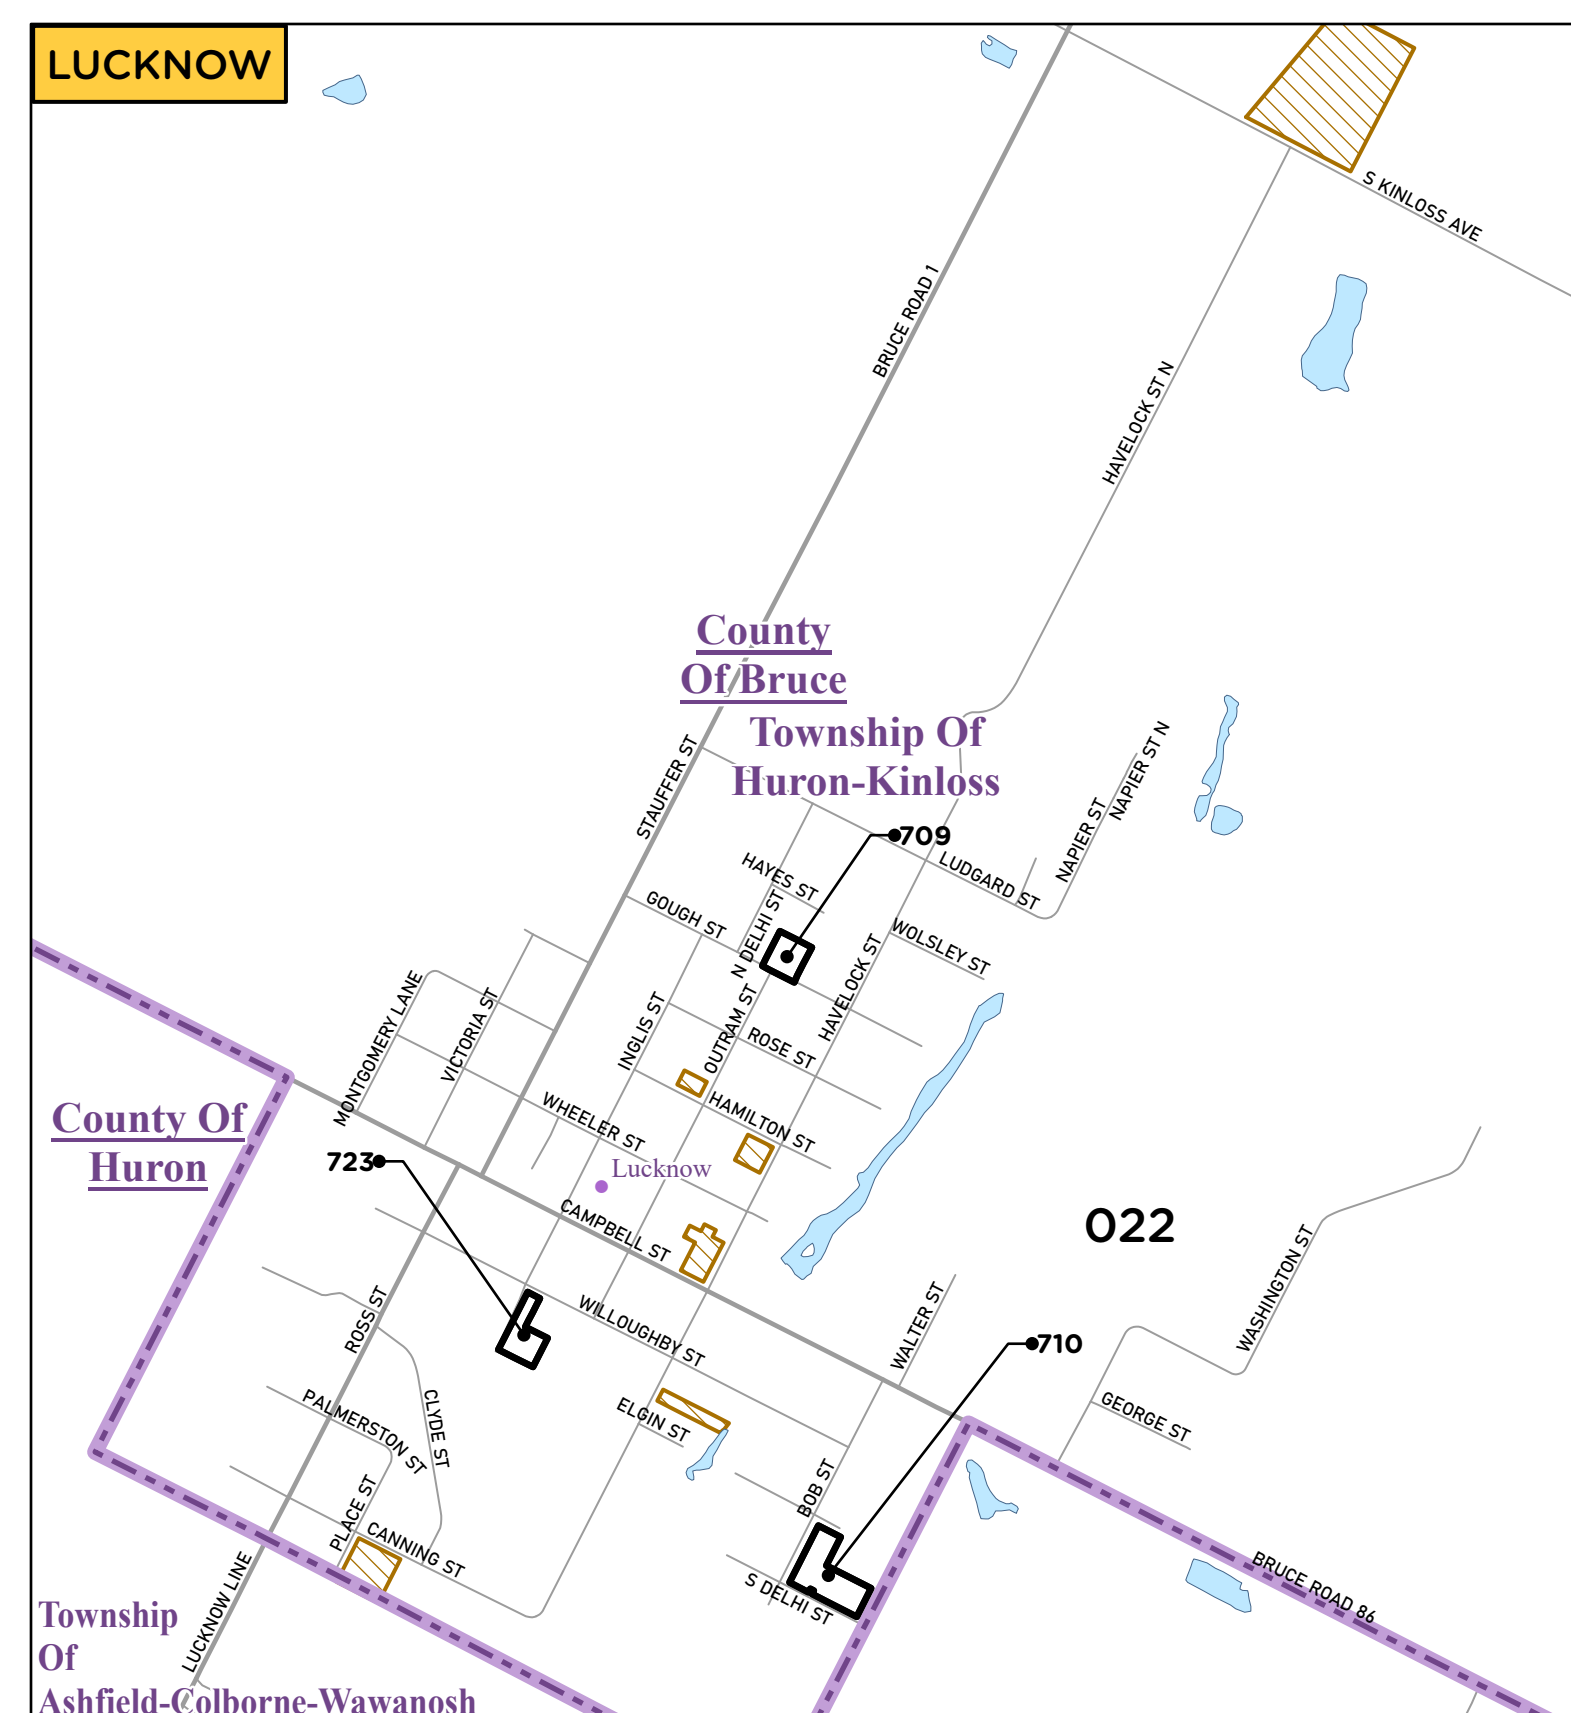 LUCKNOW
S KINLOSS AVE
BRUCE ROAD 1
HAVELOCK ST N
County
Of Bruce
Township Of
Huron-Kinloss
STAUFFER ST
NAPIER ST N
NAPIER ST
709
HAYES ST
LUDGARD ST
GOUGH ST
N DELHI ST
WOLSLEY ST
HAVELOCK ST
MONTGOMERY LANE
VICTORIA ST
INGLIS ST
OUTRAM ST
ROSE ST
HAMILTON ST
WHEELER ST
County Of
Huron
723
Lucknow
CAMPBELL ST
022
WASHINGTON ST
ROSS ST
WILLOUGHBY ST
WALTER ST
710
PALMERSTON ST
CLYDE ST
ELGIN ST
GEORGE ST
PLACE ST
CANNING ST
BOB ST
S DELHI ST
BRUCE ROAD 86
LUCKNOW LINE
Township
Of
Ashfield-Colborne-Wawanosh